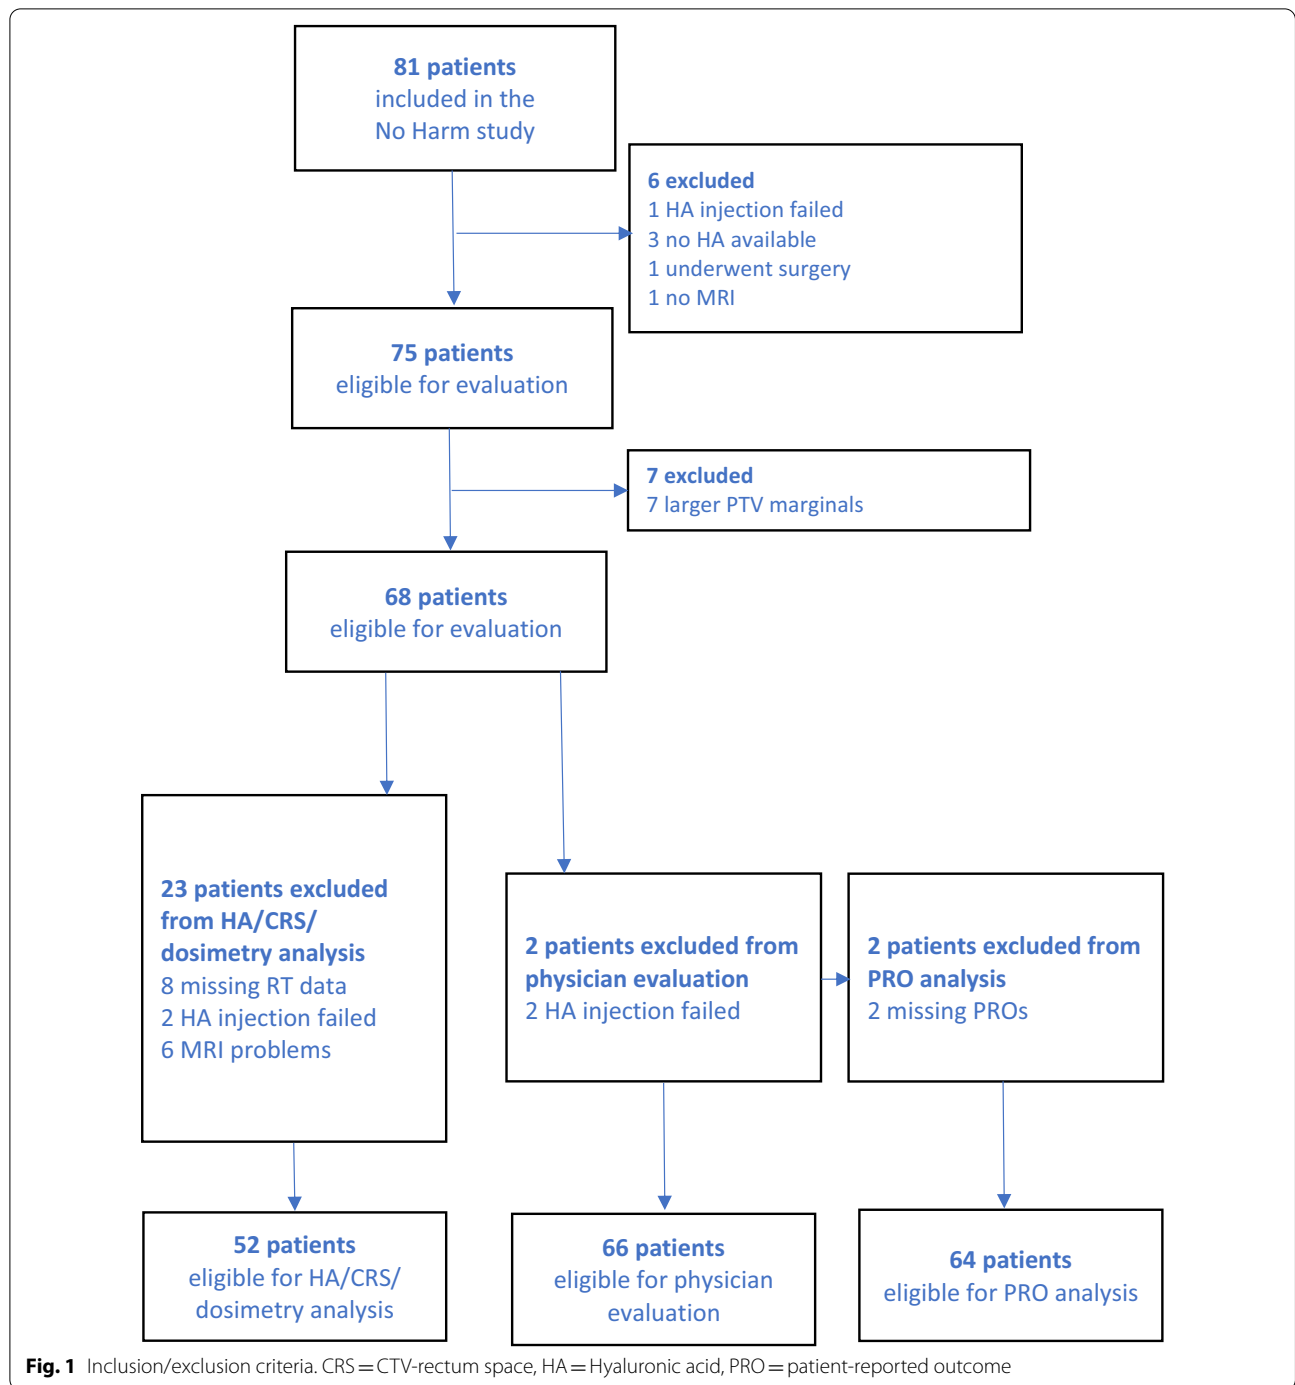 81 patients
included in the
No Harm study
6 excluded
1 HA injection failed
3 no HA available
1 underwent surgery
1 no MRI
75 patients
eligible for evaluation
7 excluded
7 larger PTV marginals
68 patients
eligible for evaluation
23 patients excluded
from HA/CRS/
dosimetry analysis
8 missing RT data
2 HA injection failed
6 MRI problems
2 patients excluded from
physician evaluation
2 HA injection failed
2 patients excluded from
PRO analysis
2 missing PROs
52 patients
eligible for HA/CRS/
dosimetry analysis
66 patients
eligible for physician
evaluation
64 patients
eligible for PRO analysis
Fig. 1 Inclusion/exclusion criteria. CRS = CTV-rectum space, HA = Hyaluronic acid, PRO = patient-reported outcome